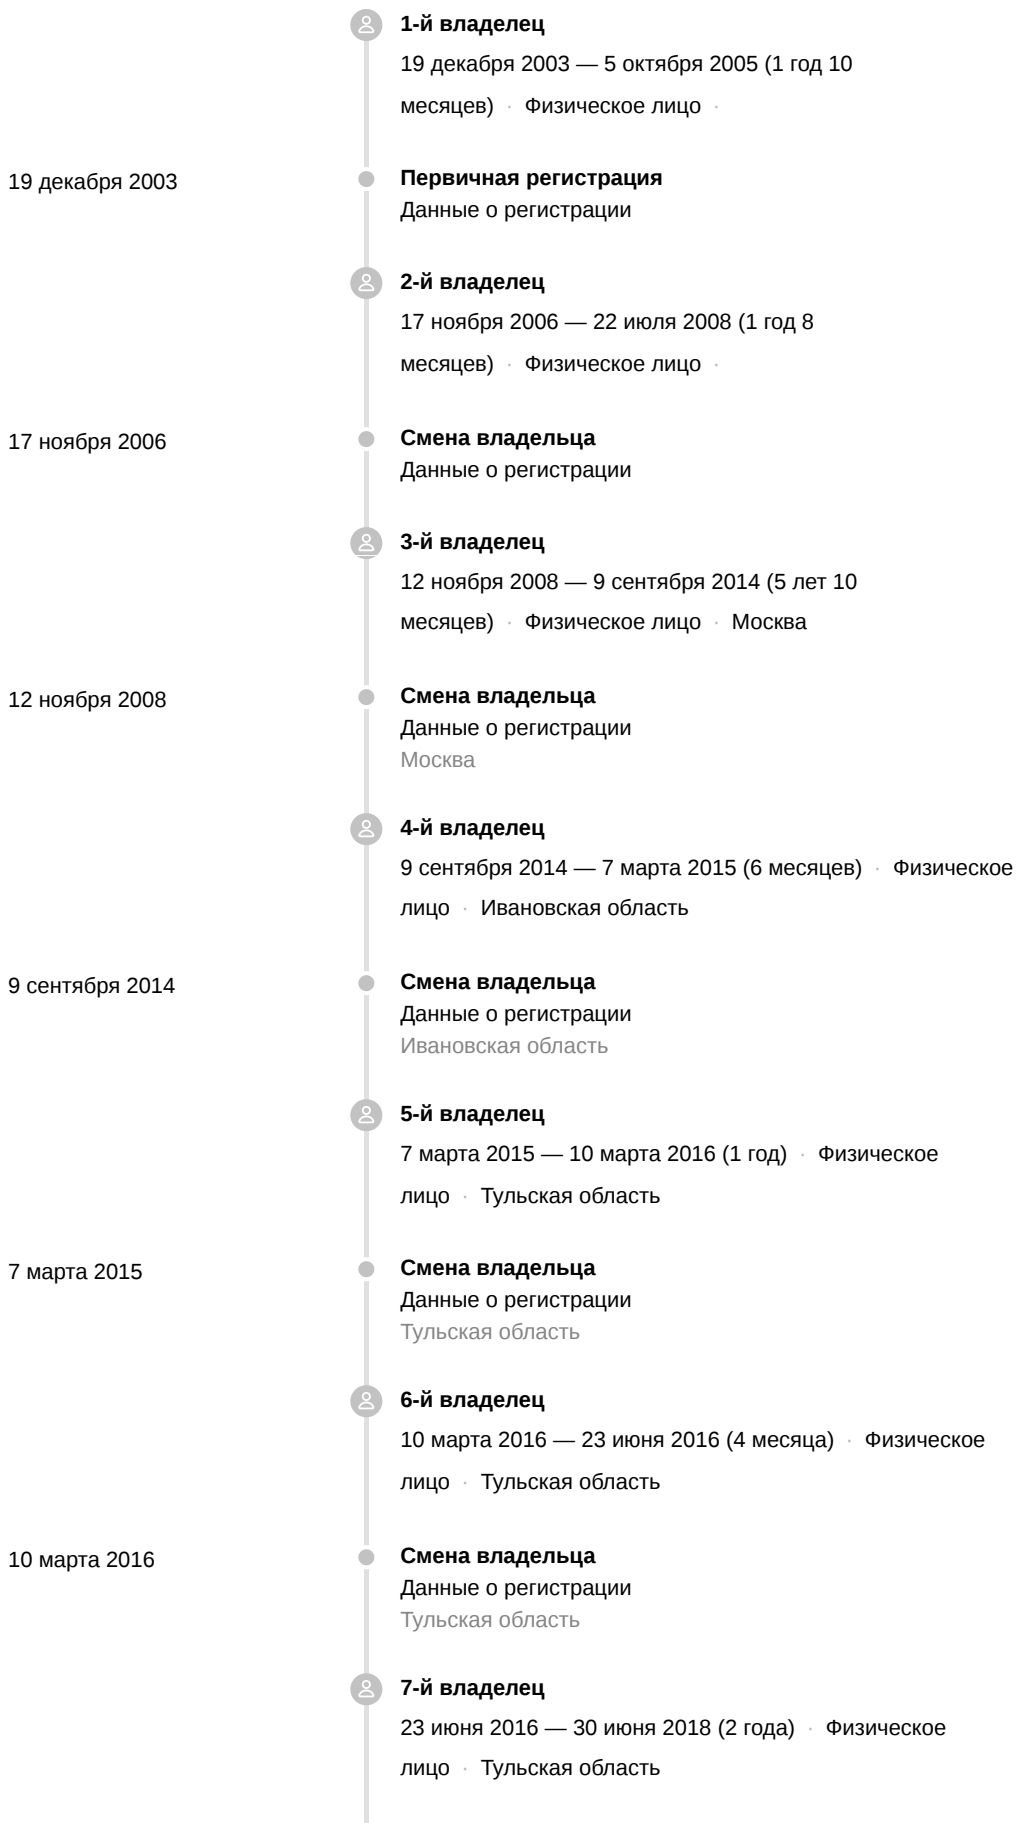 1-й владелец
19 декабря 2003 — 5 октября 2005 (1 год 10
месяцев) · Физическое лицо ·
19 декабря 2003
Первичная регистрация
Данные о регистрации
2-й владелец
17 ноября 2006 — 22 июля 2008 (1 год 8
месяцев) · Физическое лицо ·
17 ноября 2006
Смена владельца
Данные о регистрации
3-й владелец
12 ноября 2008 — 9 сентября 2014 (5 лет 10
месяцев) · Физическое лицо · Москва
12 ноября 2008
Смена владельца
Данные о регистрации
Москва
4-й владелец
9 сентября 2014 — 7 марта 2015 (6 месяцев) · Физическое
лицо · Ивановская область
9 сентября 2014
Смена владельца
Данные о регистрации
Ивановская область
5-й владелец
7 марта 2015 — 10 марта 2016 (1 год) · Физическое
лицо · Тульская область
7 марта 2015
Смена владельца
Данные о регистрации
Тульская область
6-й владелец
10 марта 2016 — 23 июня 2016 (4 месяца) · Физическое
лицо · Тульская область
10 марта 2016
Смена владельца
Данные о регистрации
Тульская область
7-й владелец
23 июня 2016 — 30 июня 2018 (2 года) · Физическое
лицо · Тульская область